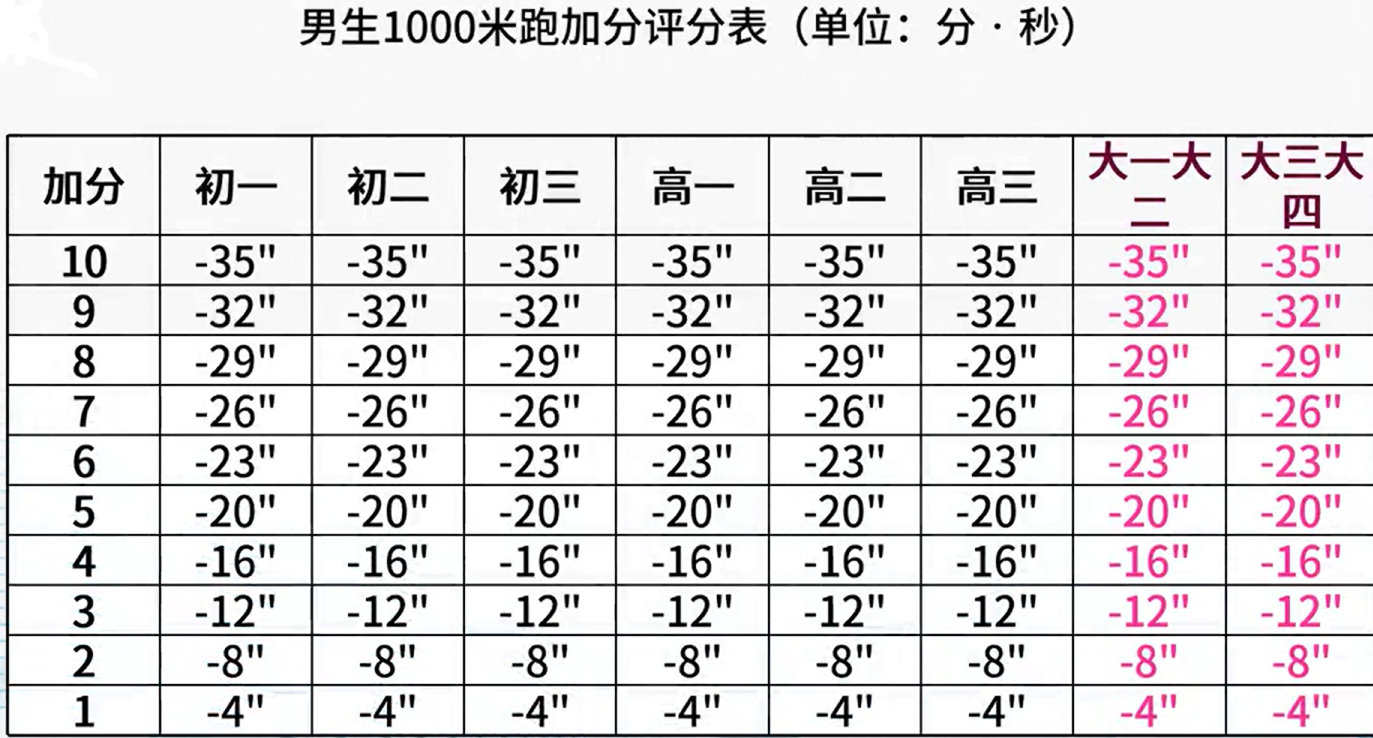 男生1000米跑加分评分表（单位：分·秒）
加分 初一 初二 初三 高一 高二 高三 大一大二 大三大四
10 -35" -35" -35" -35" -35" -35" -35" -35"
9 -32" -32" -32" -32" -32" -32" -32" -32"
8 -29" -29" -29" -29" -29" -29" -29" -29"
7 -26" -26" -26" -26" -26" -26" -26" -26"
6 -23" -23" -23" -23" -23" -23" -23" -23"
5 -20" -20" -20" -20" -20" -20" -20" -20"
4 -16" -16" -16" -16" -16" -16" -16" -16"
3 -12" -12" -12" -12" -12" -12" -12" -12"
2 -8" -8" -8" -8" -8" -8" -8" -8"
1 -4" -4" -4" -4" -4" -4" -4" -4"